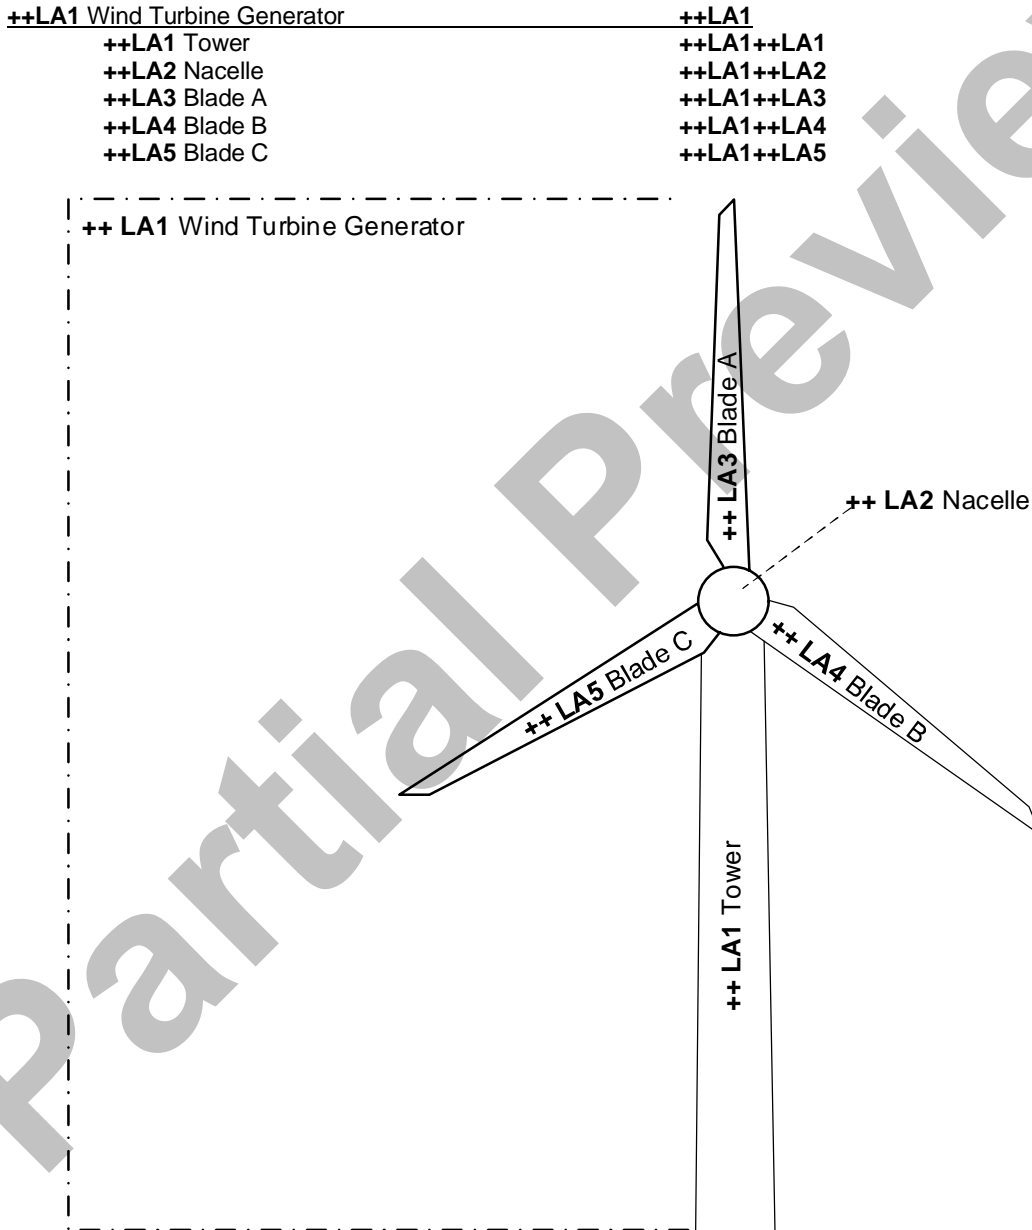 ++LA1 Wind Turbine Generator ++LA1
++LA1 Tower ++LA1++LA1
++LA2 Nacelle ++LA1++LA2
++LA3 Blade A ++LA1++LA3
++LA4 Blade B ++LA1++LA4
++LA5 Blade C ++LA1++LA5
++ LA1 Wind Turbine Generator
++ LA3 Blade A
++ LA2 Nacelle
++ LA5 Blade C
++ LA4 Blade B
++ LA1 Tower
Partial Previe